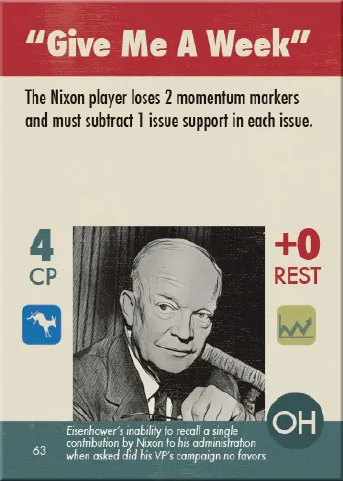 “Give Me A Week”
The Nixon player loses 2 momentum markers
and must subtract 1 issue support in each issue.
4
CP
+0
REST
OH
63
Eisenhower’s inability to recall a single
contribution by Nixon to his administration
when asked did his VP’s campaign no favors.